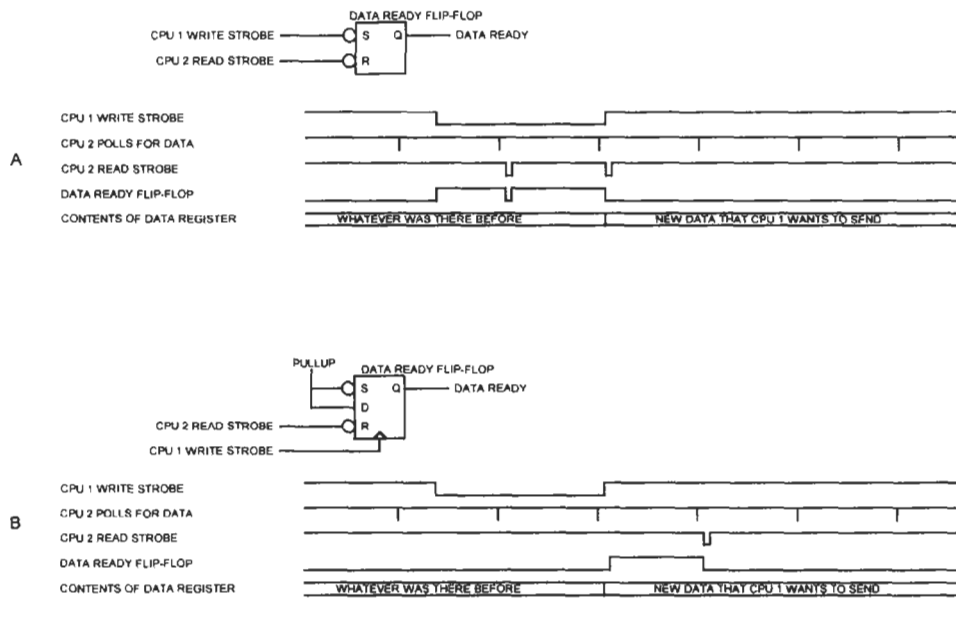 DATA READY FLIP-FLOP
CPU 1 WRITE STROBE
S Q
DATA READY
CPU 2 READ STROBE
R
A
CPU 1 WRITE STROBE
CPU 2 POLLS FOR DATA
CPU 2 READ STROBE
DATA READY FLIP-FLOP
CONTENTS OF DATA REGISTER
WHATEVER WAS THERE BEFORE
NEW DATA THAT CPU 1 WANTS TO SEND
PULLUP
DATA READY FLIP-FLOP
S Q
DATA READY
D
CPU 2 READ STROBE
R
CPU 1 WRITE STROBE
B
CPU 1 WRITE STROBE
CPU 2 POLLS FOR DATA
CPU 2 READ STROBE
DATA READY FLIP-FLOP
CONTENTS OF DATA REGISTER
WHATEVER WAS THERE BEFORE
NEW DATA THAT CPU 1 WANTS TO SEND